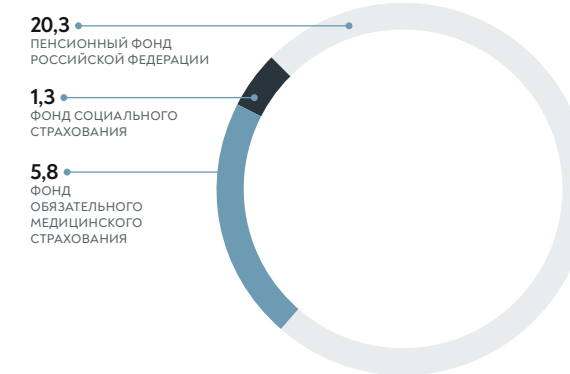 20,3
ПЕНСИОННЫЙ ФОНД
РОССИЙСКОЙ ФЕДЕРАЦИИ
1,3
ФОНД СОЦИАЛЬНОГО
СТРАХОВАНИЯ
5,8
ФОНД
ОБЯЗАТЕЛЬНОГО
МЕДИЦИНСКОГО
СТРАХОВАНИЯ